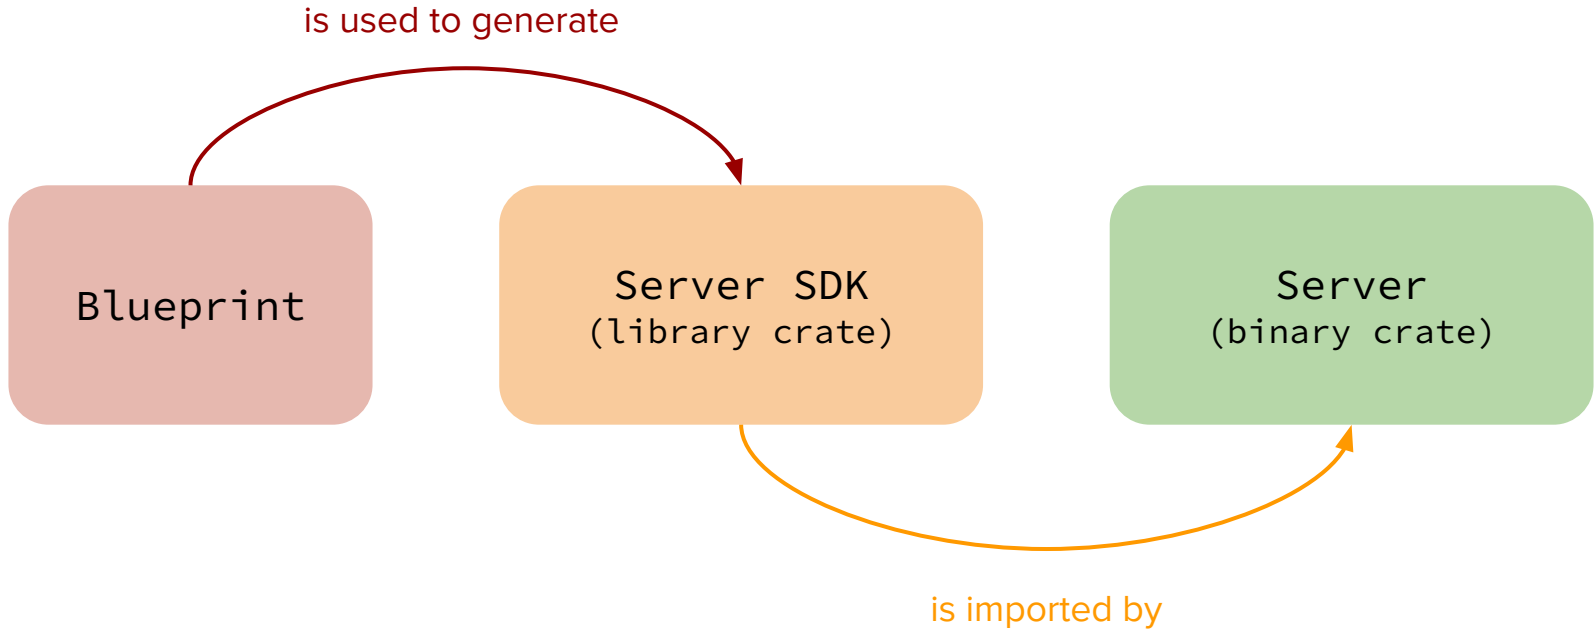 is used to generate
Blueprint
Server SDK
(library crate)
Server
(binary crate)
is imported by